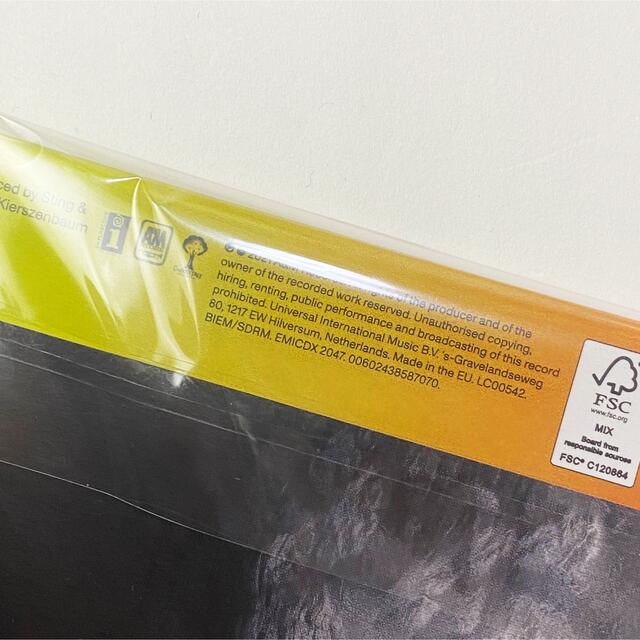 ced by Sting &
Kierszenbaum
℗ © 2021 A&M of the producer and of the
owner of the recorded work reserved. Unauthorised copying,
hiring, renting, public performance and broadcasting of this record
prohibited. Universal International Music B.V. 's-Gravelandseweg
80, 1217 EW Hilversum, Netherlands. Made in the EU. LC00542.
BIEM/SDRM. EMICDX 2047. 00602438587070.
FSC
www.fsc.org
MIX
Board from
responsible sources
FSC® C120864